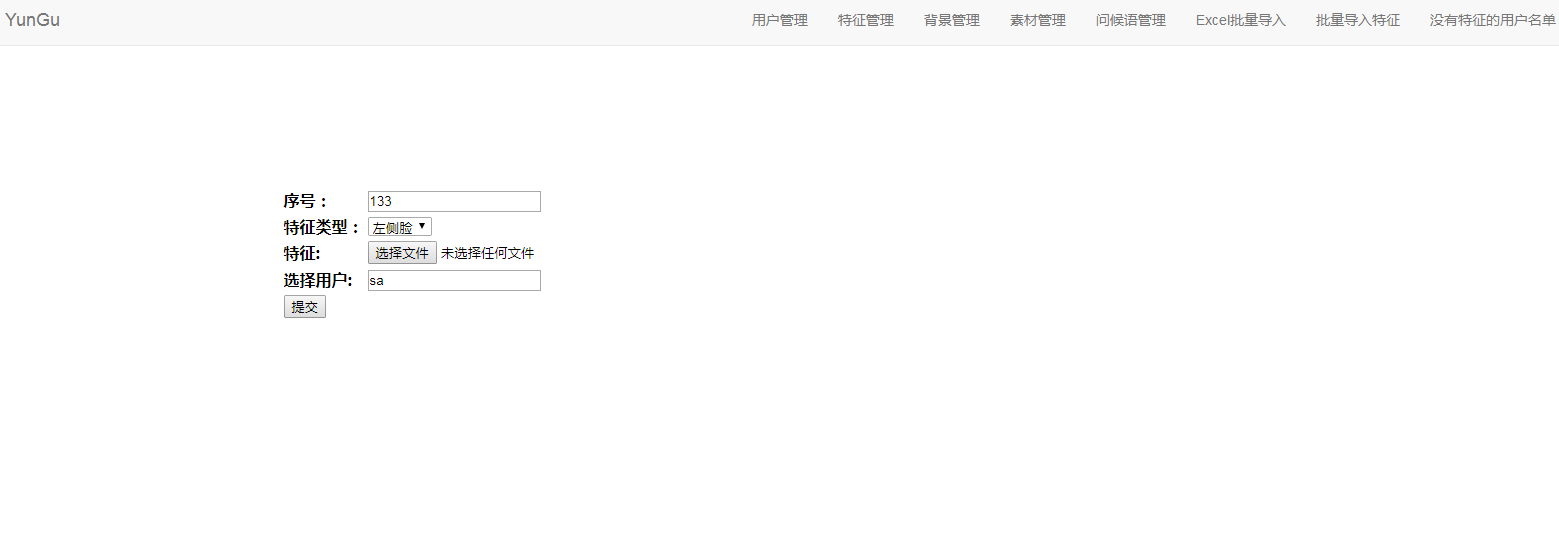 YunGu 用户管理 特征管理 背景管理 素材管理 问候语管理 Excel批量导入 批量导入特征 没有特征的用户名单
序号： 133
特征类型： 左侧脸
特征: 选择文件 未选择任何文件
选择用户: sa
提交